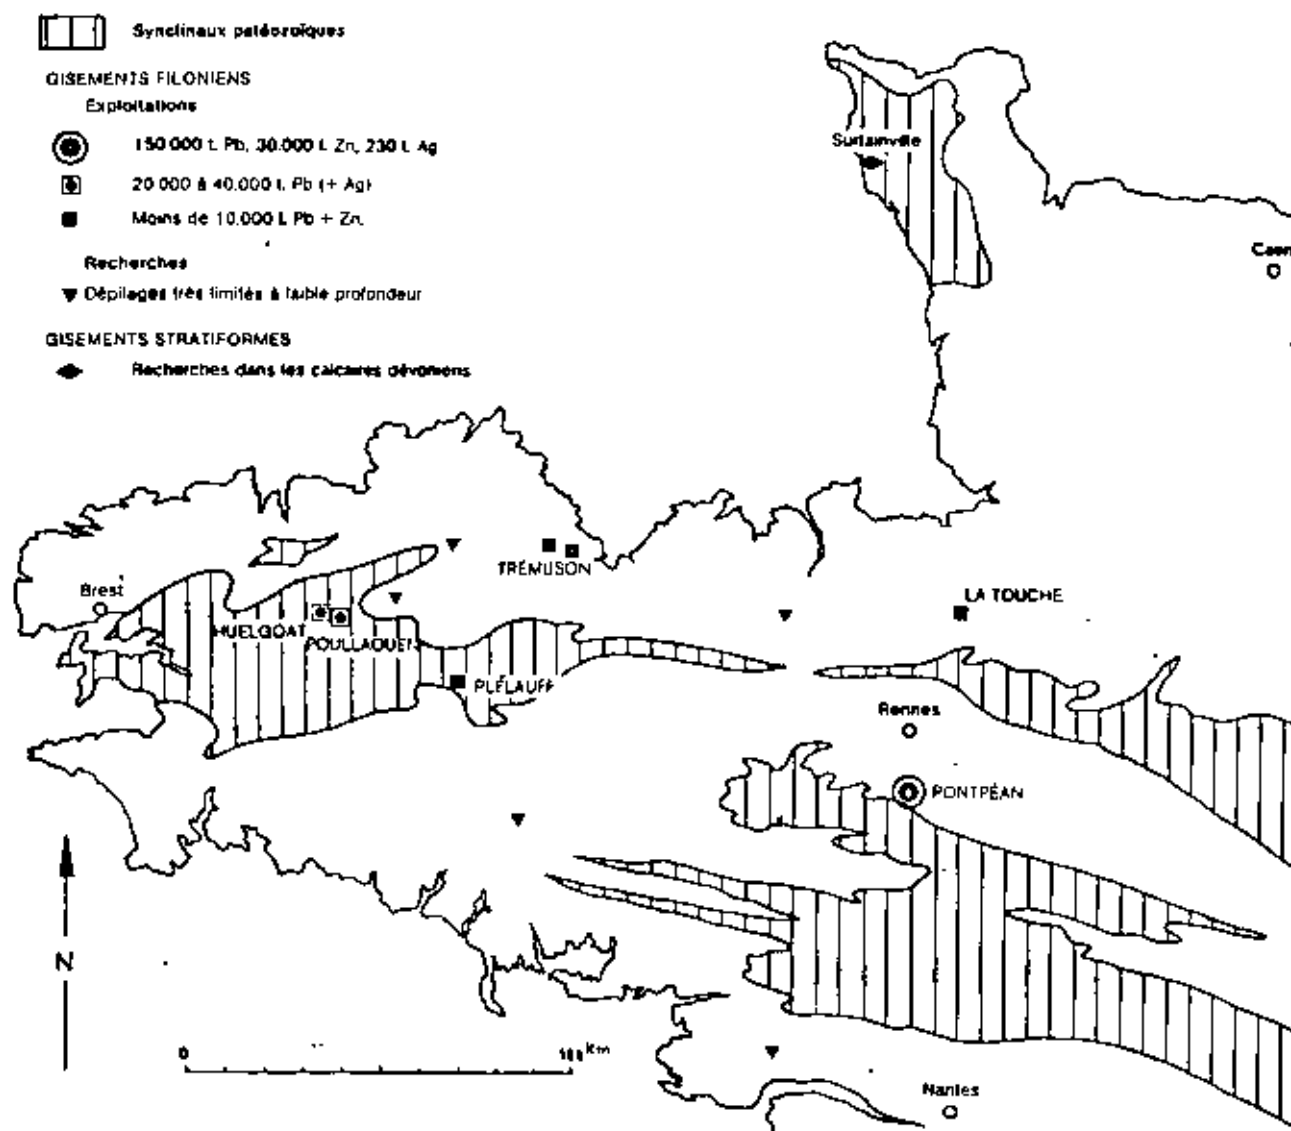 Synclinaux paléozoïques
GISEMENTS FILONIENS
Exploitations
150 000 t. Pb, 30.000 t. Zn, 230 t. Ag
20 000 à 40.000 t. Pb (+ Ag)
Moins de 10.000 t. Pb + Zn.
Recherches
Dépilages très limités à faible profondeur
GISEMENTS STRATIFORMES
Recherches dans les calcaires dévoniens
Surtainville
Caen
TRÉMUSON
Brest
LA TOUCHE
HUELGOAT
POULLAOUEN
PLÉLAUFF
Rennes
PONTPÉAN
N
0 100 Km
Nantes